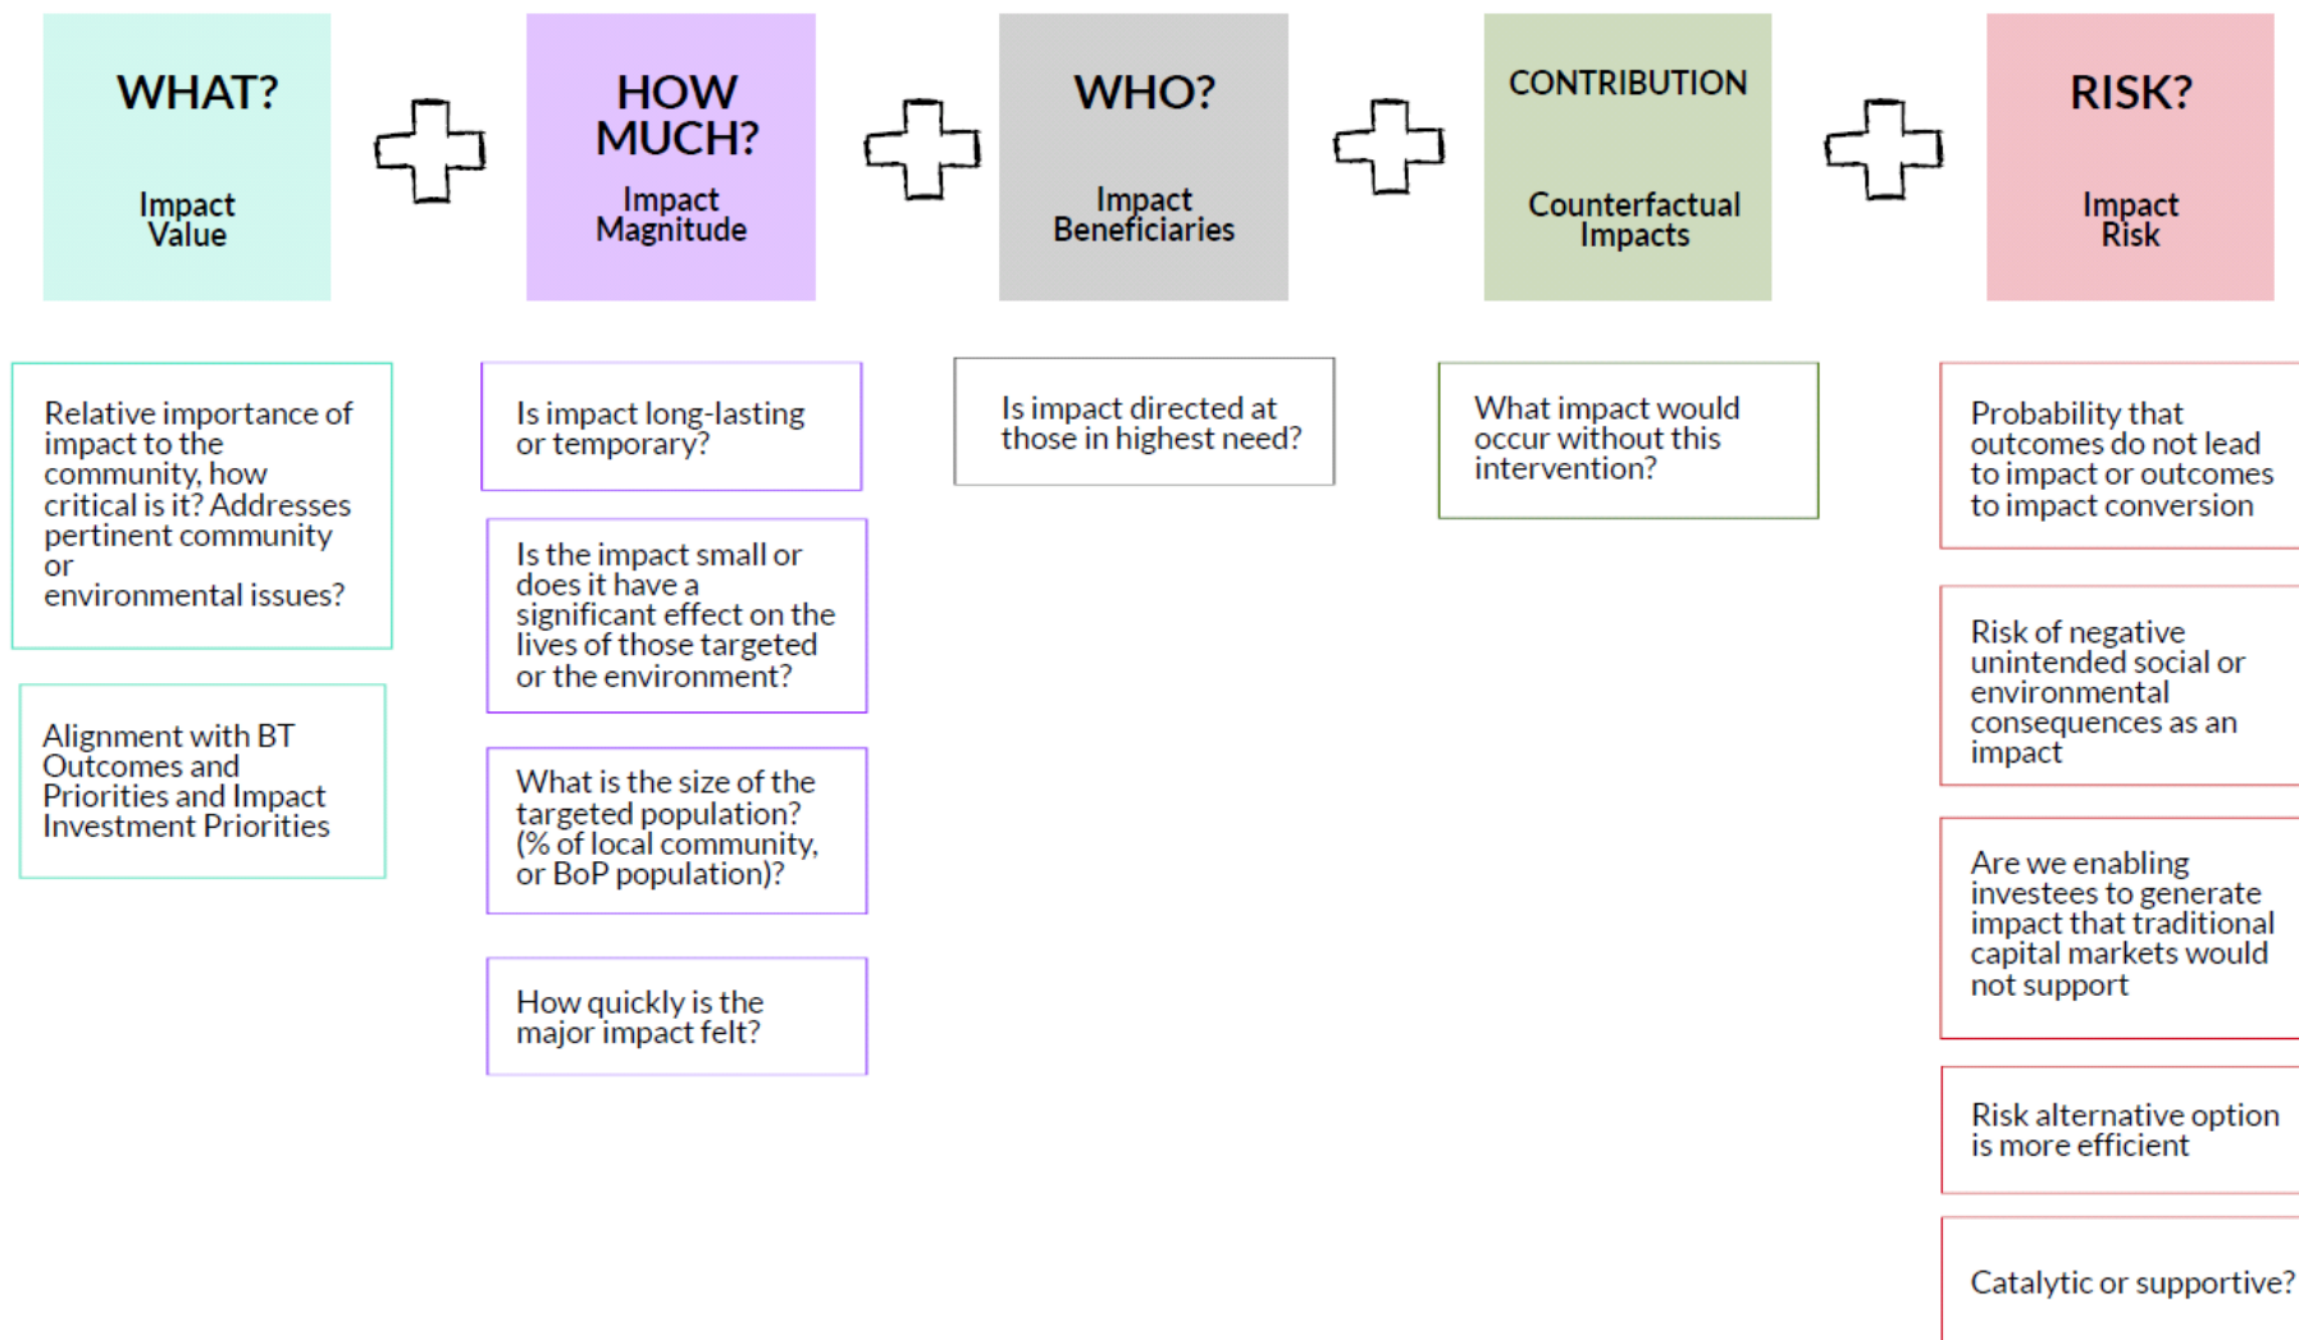 WHAT?
Impact
Value
HOW
MUCH?
Impact
Magnitude
WHO?
Impact
Beneficiaries
CONTRIBUTION
Counterfactual
Impacts
RISK?
Impact
Risk
Relative importance of
impact to the
community, how
critical is it? Addresses
pertinent community
or
environmental issues?
Alignment with BT
Outcomes and
Priorities and Impact
Investment Priorities
Is impact long-lasting
or temporary?
Is the impact small or
does it have a
significant effect on the
lives of those targeted
or the environment?
What is the size of the
targeted population?
(% of local community,
or BoP population)?
How quickly is the
major impact felt?
Is impact directed at
those in highest need?
What impact would
occur without this
intervention?
Probability that
outcomes do not lead
to impact or outcomes
to impact conversion
Risk of negative
unintended social or
environmental
consequences as an
impact
Are we enabling
investees to generate
impact that traditional
capital markets would
not support
Risk alternative option
is more efficient
Catalytic or supportive?